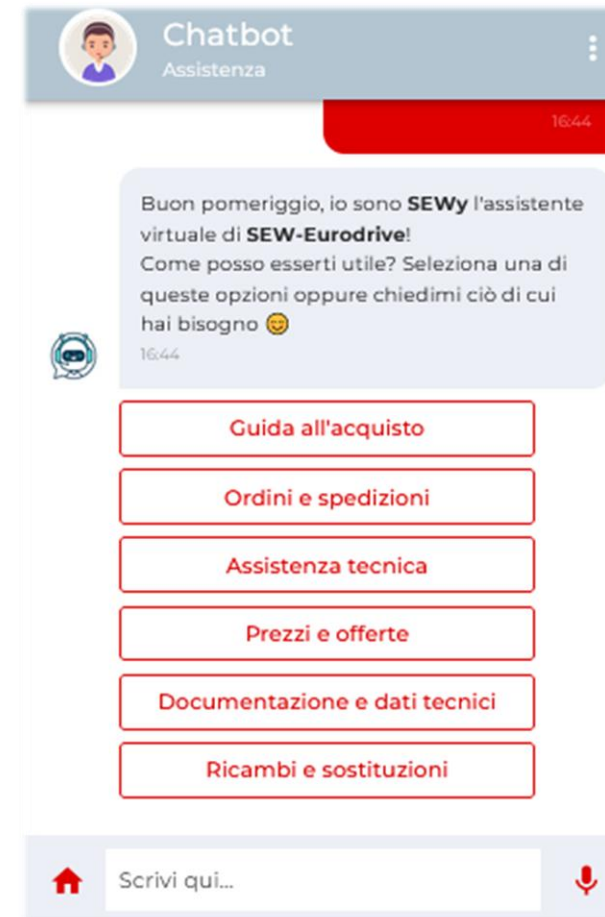 Chatbot
Assistenza
16:44
Buon pomeriggio, io sono SEWy l'assistente
virtuale di SEW-Eurodrive!
Come posso esserti utile? Seleziona una di
queste opzioni oppure chiedimi ciò di cui
hai bisogno 😊
16:44
Guida all'acquisto
Ordini e spedizioni
Assistenza tecnica
Prezzi e offerte
Documentazione e dati tecnici
Ricambi e sostituzioni
Scrivi qui...